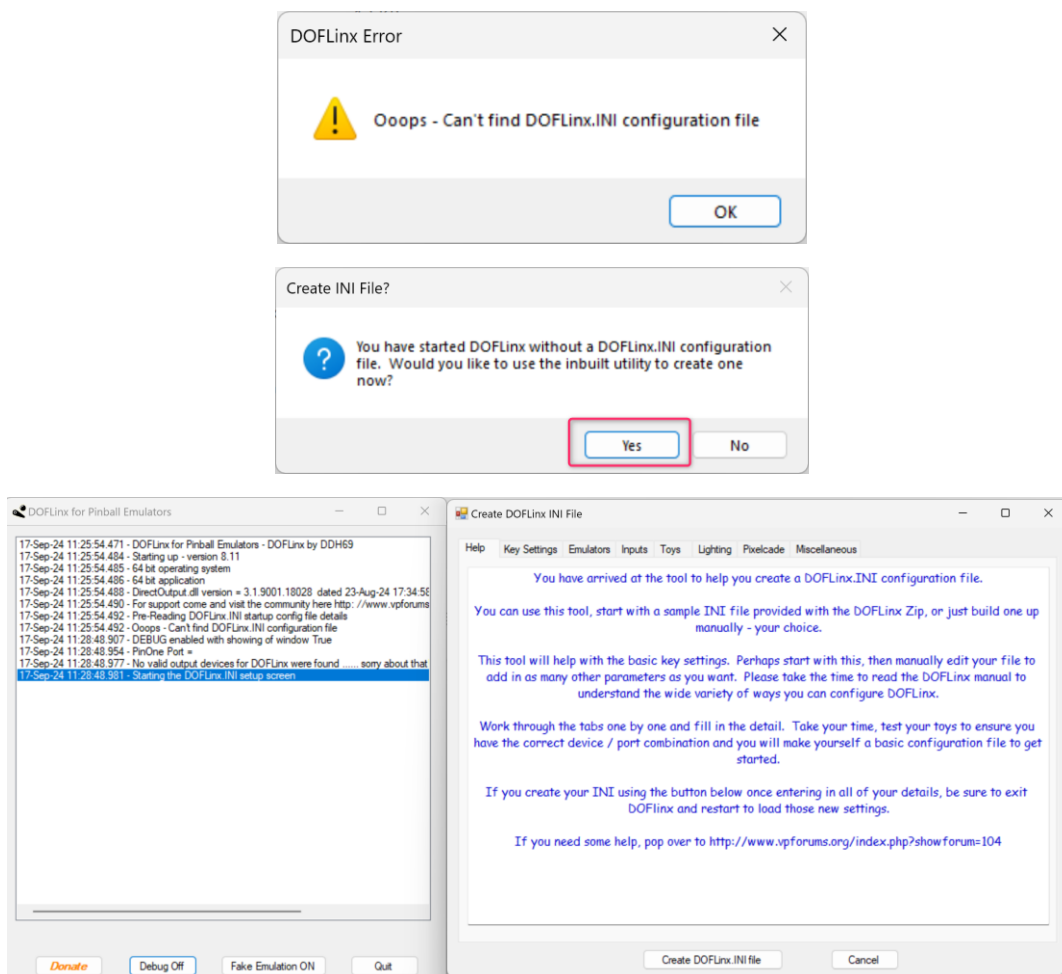 DOFLinx Error
Ooops - Can't find DOFLinx.INI configuration file
OK
Create INI File?
You have started DOFLinx without a DOFLinx.INI configuration
file. Would you like to use the inbuilt utility to create one
now?
Yes
No
DOFLinx for Pinball Emulators
17-Sep-24 11:25:54.471 - DOFLinx for Pinball Emulators - DOFLinx by DDH69
17-Sep-24 11:25:54.484 - Starting up - version 8.11
17-Sep-24 11:25:54.485 - 64 bit operating system
17-Sep-24 11:25:54.486 - 64 bit application
17-Sep-24 11:25:54.488 - DirectOutput.dll version = 3.1.9001.18028 dated 23-Aug-24 17:34:58
17-Sep-24 11:25:54.490 - For support come and visit the community here http: //www.vpforums
17-Sep-24 11:25:54.492 - Pre-Reading DOFLinx.INI startup config file details
17-Sep-24 11:25:54.492 - Ooops - Can't find DOFLinx.INI configuration file
17-Sep-24 11:28:48.907 - DEBUG enabled with showing of window True
17-Sep-24 11:28:48.954 - PinOne Port =
17-Sep-24 11:28:48.977 - No valid output devices for DOFLinx were found ...... sorry about that
17-Sep-24 11:28:48.981 - Starting the DOFLinx.INI setup screen
Donate
Debug Off
Fake Emulation ON
Quit
Create DOFLinx INI File
Help
Key Settings
Emulators
Inputs
Toys
Lighting
Pixelcade
Miscellaneous
You have arrived at the tool to help you create a DOFLinx.INI configuration file.
You can use this tool, start with a sample INI file provided with the DOFLinx Zip, or just build one up
manually - your choice.
This tool will help with the basic key settings. Perhaps start with this, then manually edit your file to
add in as many other parameters as you want. Please take the time to read the DOFLinx manual to
understand the wide variety of ways you can configure DOFLinx.
Work through the tabs one by one and fill in the detail. Take your time, test your toys to ensure you
have the correct device / port combination and you will make yourself a basic configuration file to get
started.
If you create your INI using the button below once entering in all of your details, be sure to exit
DOFlinx and restart to load those new settings.
If you need some help, pop over to http://www.vpforums.org/index.php?showforum=104
Create DOFLinx.INI file
Cancel